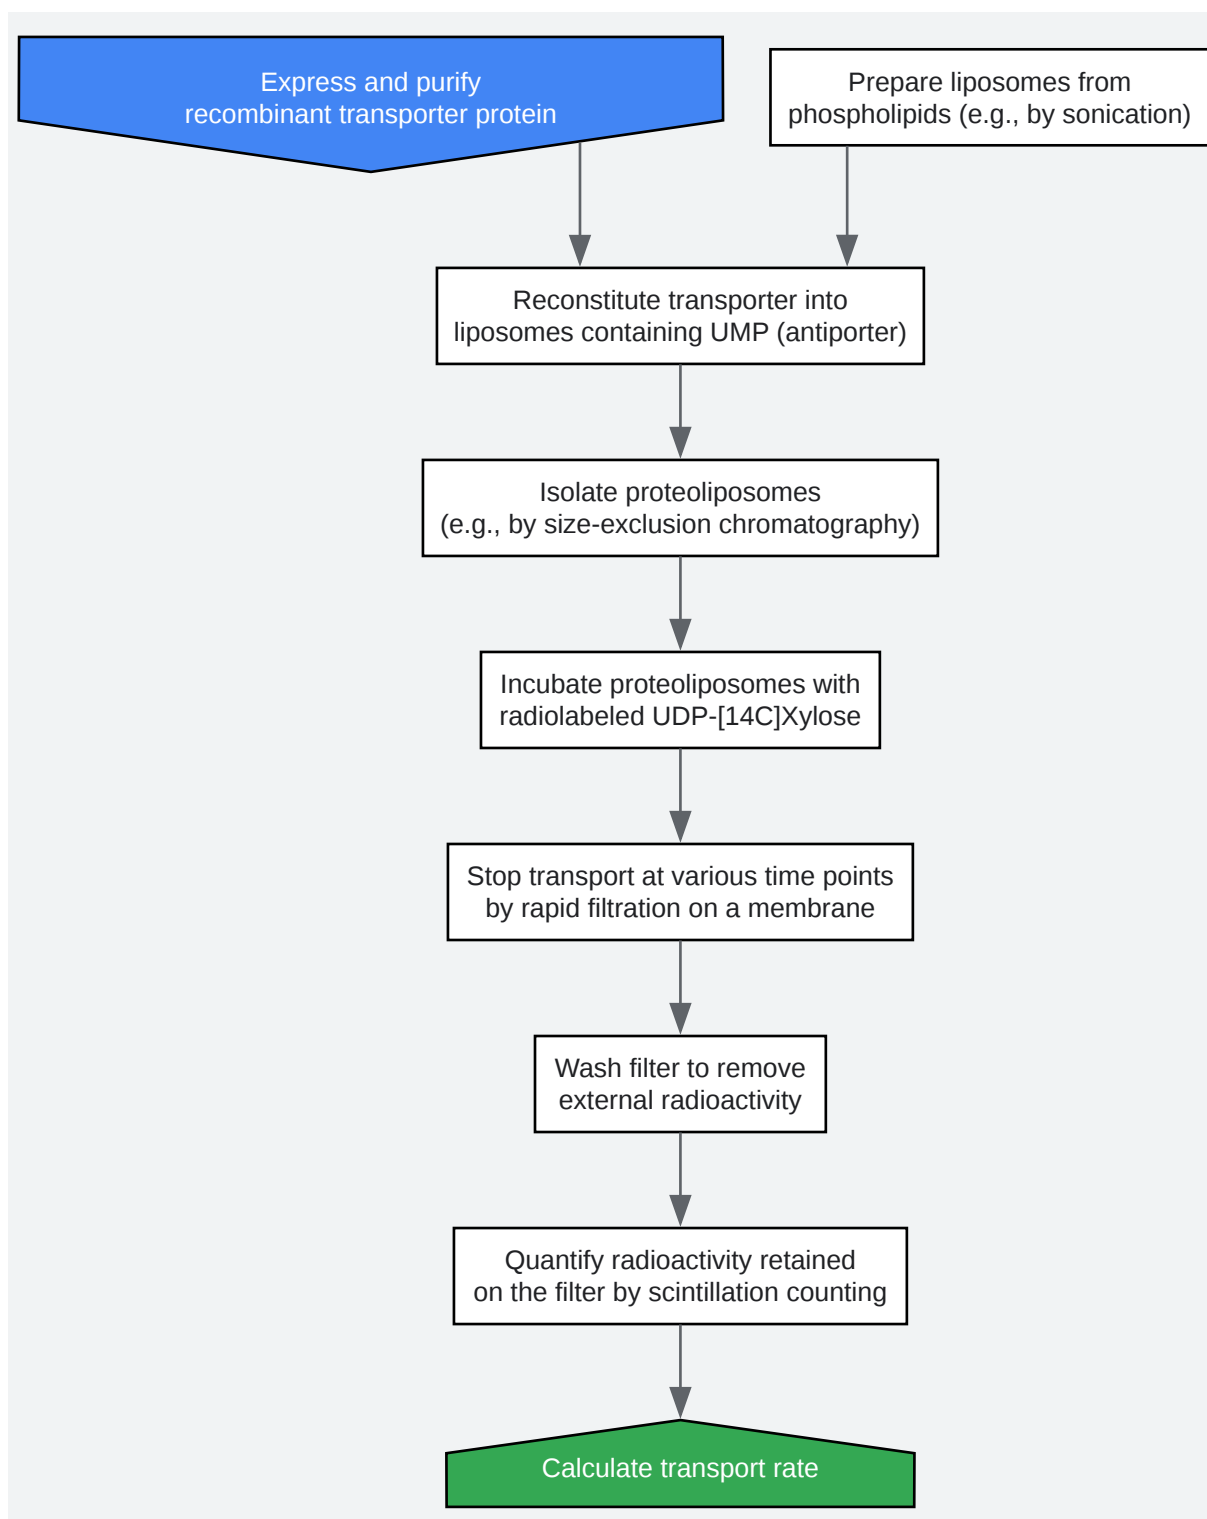 Express and purify
recombinant transporter protein
Prepare liposomes from
phospholipids (e.g., by sonication)
Reconstitute transporter into
liposomes containing UMP (antiporter)
Isolate proteoliposomes
(e.g., by size-exclusion chromatography)
Incubate proteoliposomes with
radiolabeled UDP-[14C]Xylose
Stop transport at various time points
by rapid filtration on a membrane
Wash filter to remove
external radioactivity
Quantify radioactivity retained
on the filter by scintillation counting
Calculate transport rate